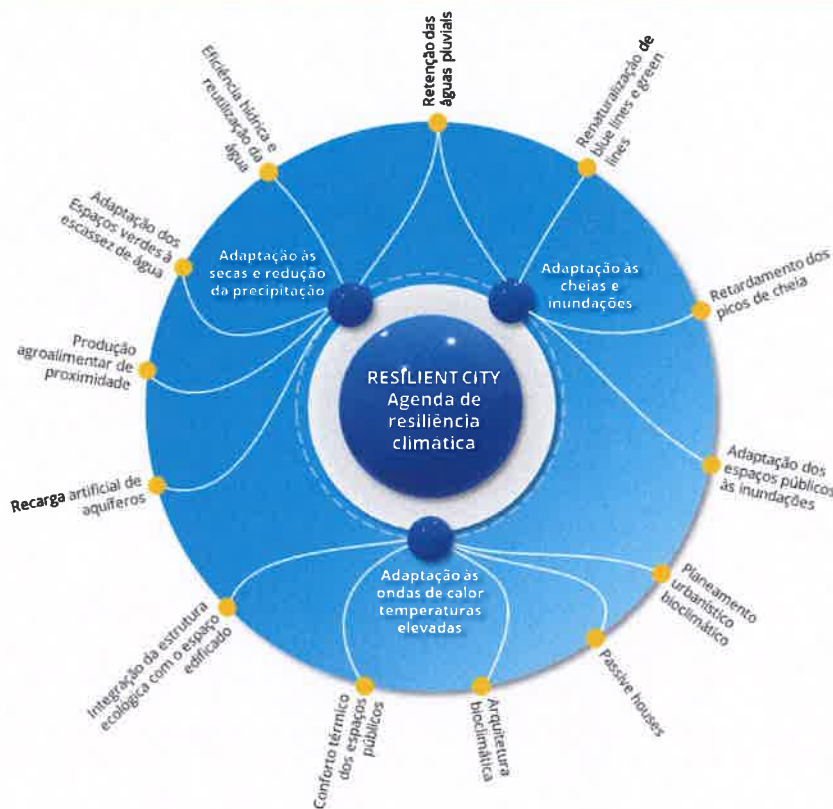 Retenção das
águas pluviais
Renaturalização de
blue lines e green
lines
Retardamento dos
picos de cheia
Adaptação dos
espaços públicos
às inundações
Planeamento
urbanístico
bioclimático
Passive houses
Arquitetura
bioclimática
Conforto térmico
dos espaços
públicos
Integração da estrutura
ecológica com o espaço
edificado
Recarga artificial de
aquíferos
Produção
agroalimentar de
proximidade
Adaptação dos
Espaços verdes à
escassez de água
Eficiência hídrica e
reutilização da
água
Adaptação às
secas e redução
da precipitação
Adaptação às
cheias e
inundações
RESILIENT CITY
Agenda de
resiliência
climática
Adaptação às
ondas de calor
temperaturas
elevadas